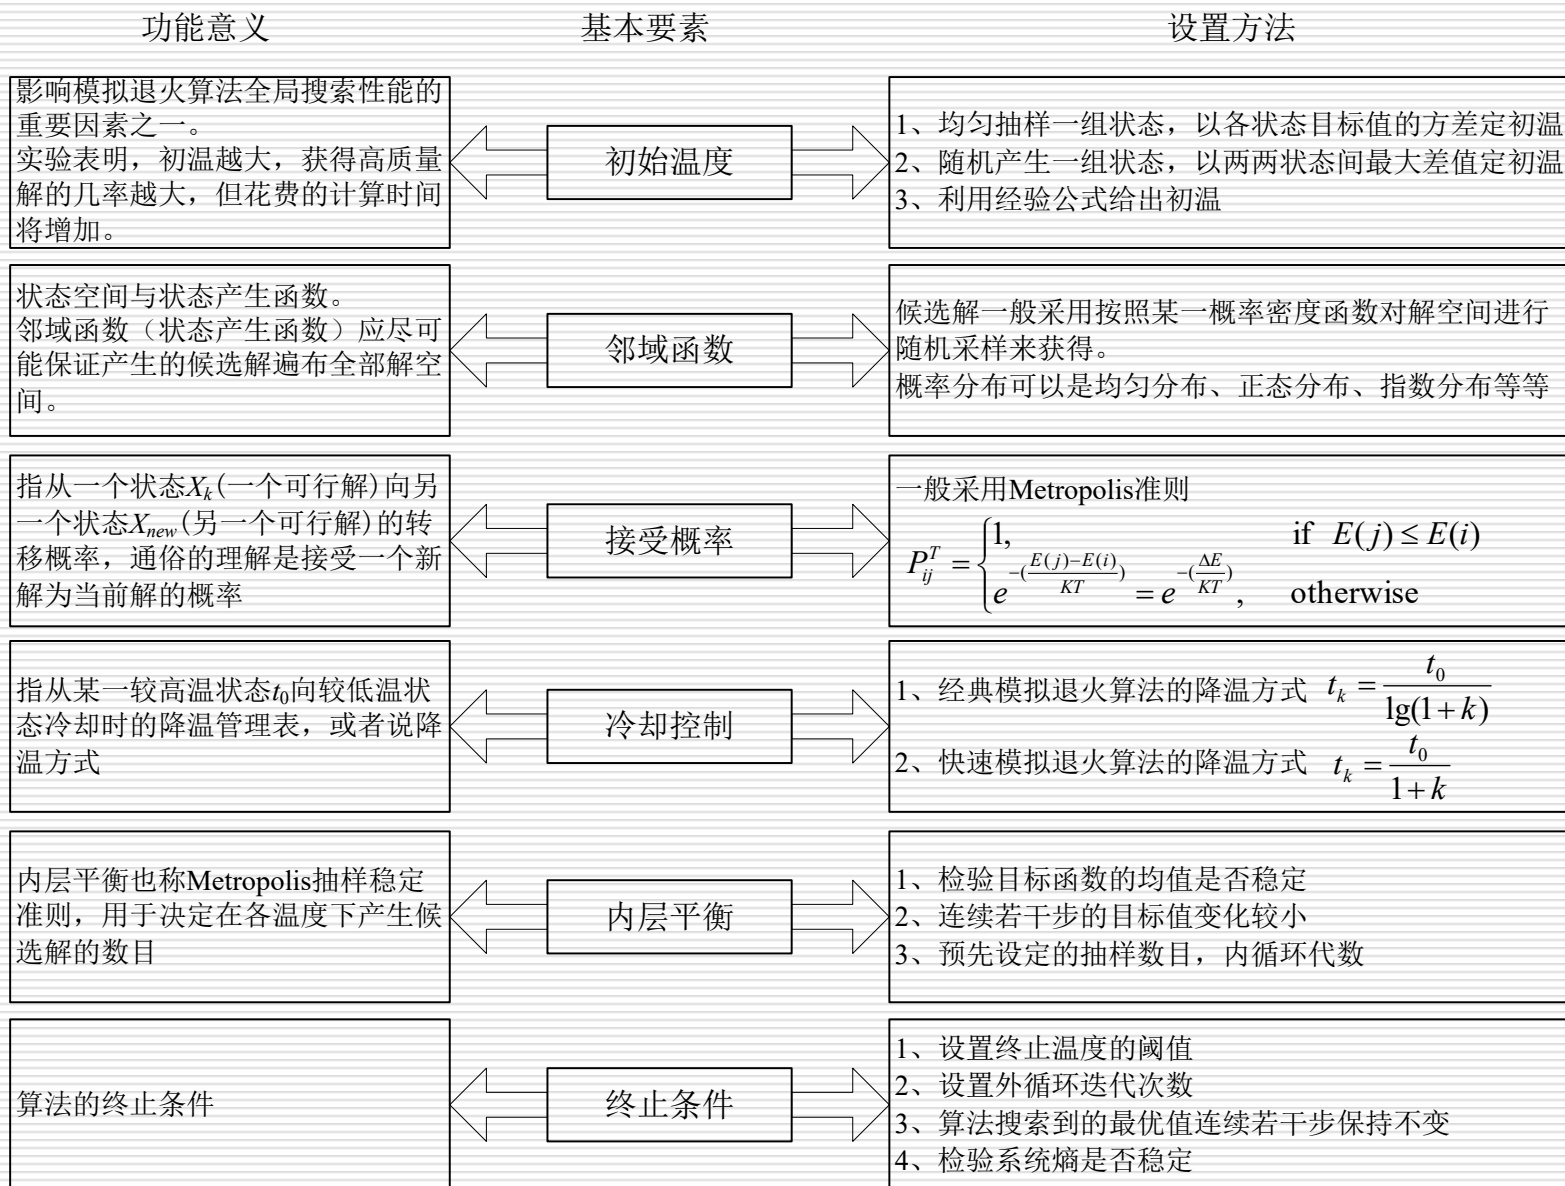 功能意义
基本要素
设置方法
影响模拟退火算法全局搜索性能的
重要因素之一。
实验表明，初温越大，获得高质量
解的几率越大，但花费的计算时间
将增加。
初始温度
1、均匀抽样一组状态，以各状态目标值的方差定初温
2、随机产生一组状态，以两两状态间最大差值定初温
3、利用经验公式给出初温
状态空间与状态产生函数。
邻域函数（状态产生函数）应尽可
能保证产生的候选解遍布全部解空
间。
邻域函数
候选解一般采用按照某一概率密度函数对解空间进行
随机采样来获得。
概率分布可以是均匀分布、正态分布、指数分布等等
指从一个状态X_k(一个可行解)向另
一个状态X_{new}(另一个可行解)的转
移概率，通俗的理解是接受一个新
解为当前解的概率
接受概率
一般采用Metropolis准则
P_{ij}^T = \begin{cases} 1, & \text{if } E(j) \leq E(i) \\ e^{-(\frac{E(j)-E(i)}{KT})} = e^{-(\frac{\Delta E}{KT})}, & \text{otherwise} \end{cases}
指从某一较高温状态t_0向较低温状
态冷却时的降温管理表，或者说降
温方式
冷却控制
1、经典模拟退火算法的降温方式 t_k = \frac{t_0}{\lg(1+k)}
2、快速模拟退火算法的降温方式 t_k = \frac{t_0}{1+k}
内层平衡也称Metropolis抽样稳定
准则，用于决定在各温度下产生候
选解的数目
内层平衡
1、检验目标函数的均值是否稳定
2、连续若干步的目标值变化较小
3、预先设定的抽样数目，内循环代数
算法的终止条件
终止条件
1、设置终止温度的阈值
2、设置外循环迭代次数
3、算法搜索到的最优值连续若干步保持不变
4、检验系统熵是否稳定